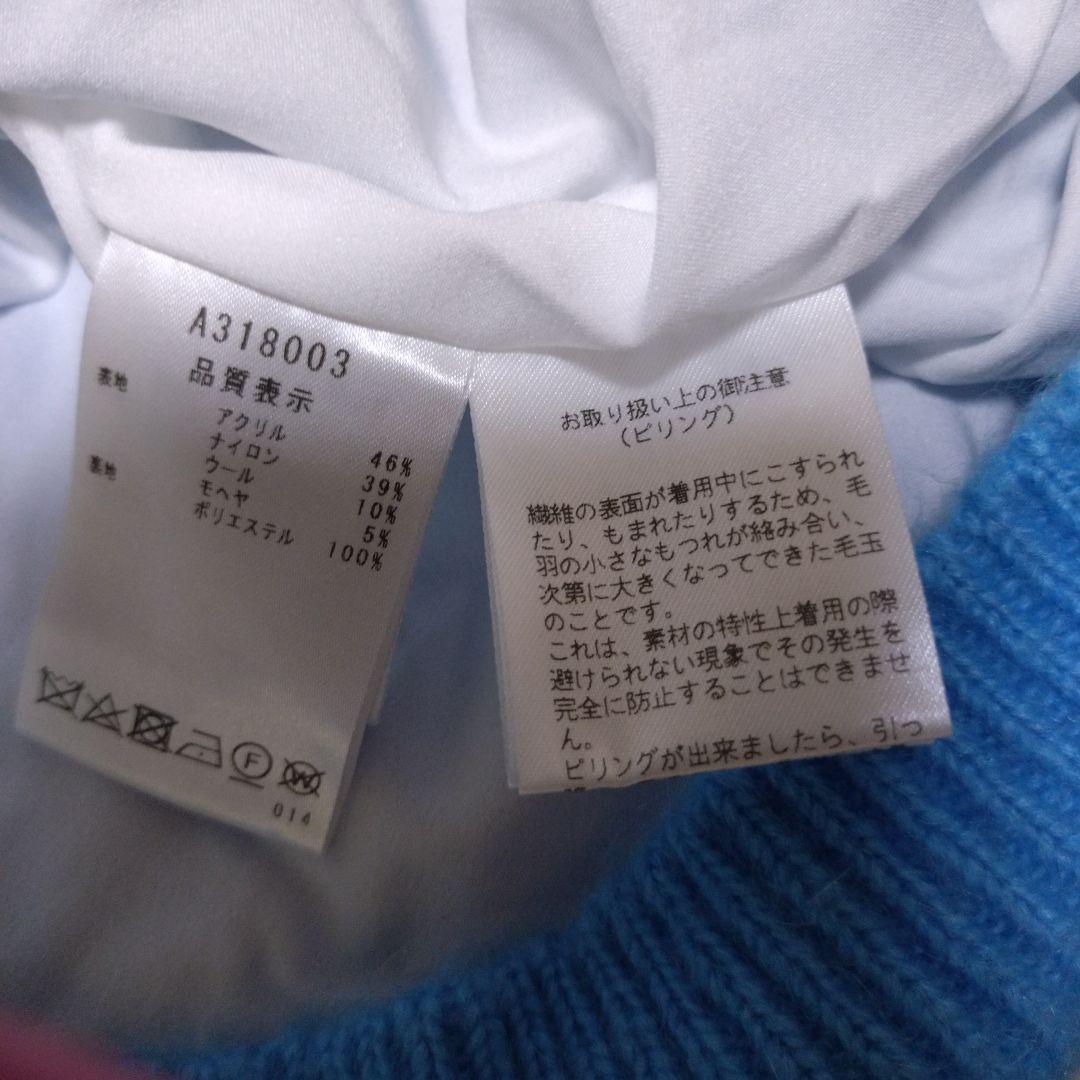 A318003
品質表示
表地 アクリル 46%
ナイロン 39%
ウール 10%
モヘヤ 5%
裏地 ポリエステル 100%
F
W
014
お取り扱い上の御注意
(ピリング)
繊維の表面が着用中にこすられ
たり、もまれたりするため、毛
羽の小さなもつれが絡み合い、
次第に大きくなってできた毛玉
のことです。
これは、素材の特性上着用の際
避けられない現象でその発生を
完全に防止することはできませ
ん。
ピリングが出来ましたら、引っ